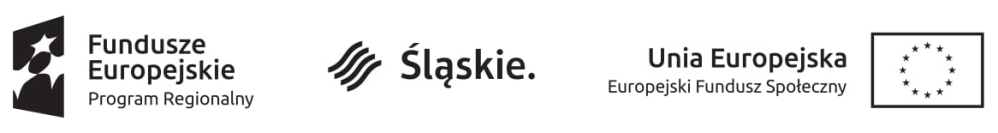 Fundusze
Europejskie
Program Regionalny
Śląskie.
Unia Europejska
Europejski Fundusz Społeczny